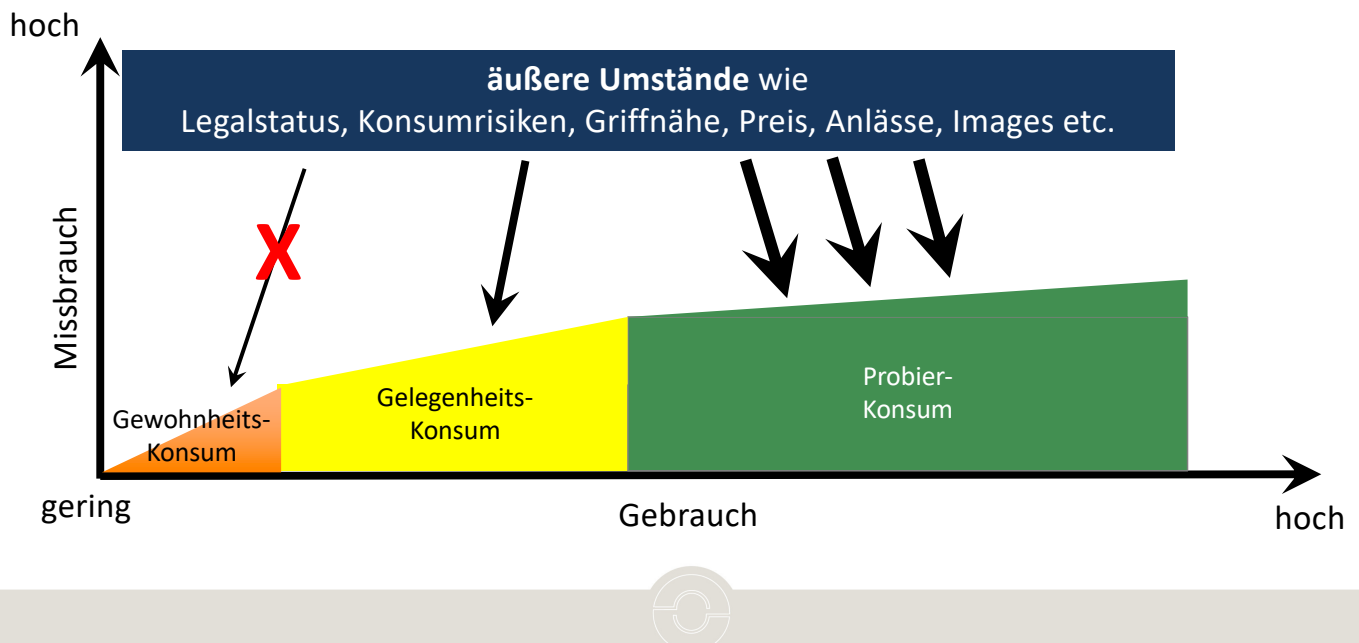 hoch
äußere Umstände wie
Legalstatus, Konsumrisiken, Griffnähe, Preis, Anlässe, Images etc.
Missbrauch
X
Gewohnheits-
Konsum
Gelegenheits-
Konsum
Probier-
Konsum
gering
Gebrauch
hoch